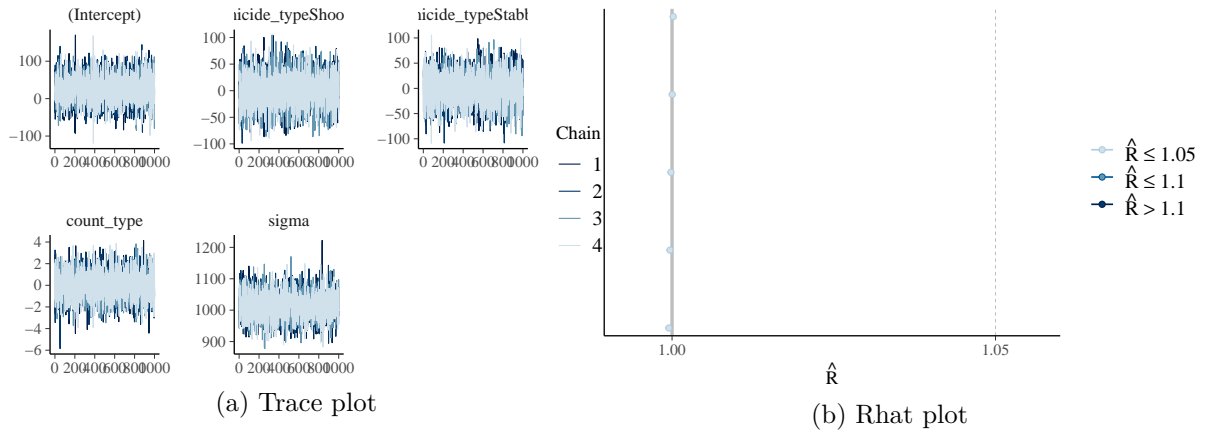 (Intercept)
nicide_typeShoo
nicide_typeStabb
100
0
−100
100
50
0
−50
−100
100
50
0
−50
−100
0 200 400 600 800 1000
0 200 400 600 800 1000
0 200 400 600 800 1000
count_type
sigma
4
2
0
−2
−4
−6
1200
1100
1000
900
0 200 400 600 800 1000
0 200 400 600 800 1000
Chain
1
2
3
4
(a) Trace plot
1.00
1.05
R̂
R̂ ≤ 1.05
R̂ ≤ 1.1
R̂ > 1.1
(b) Rhat plot